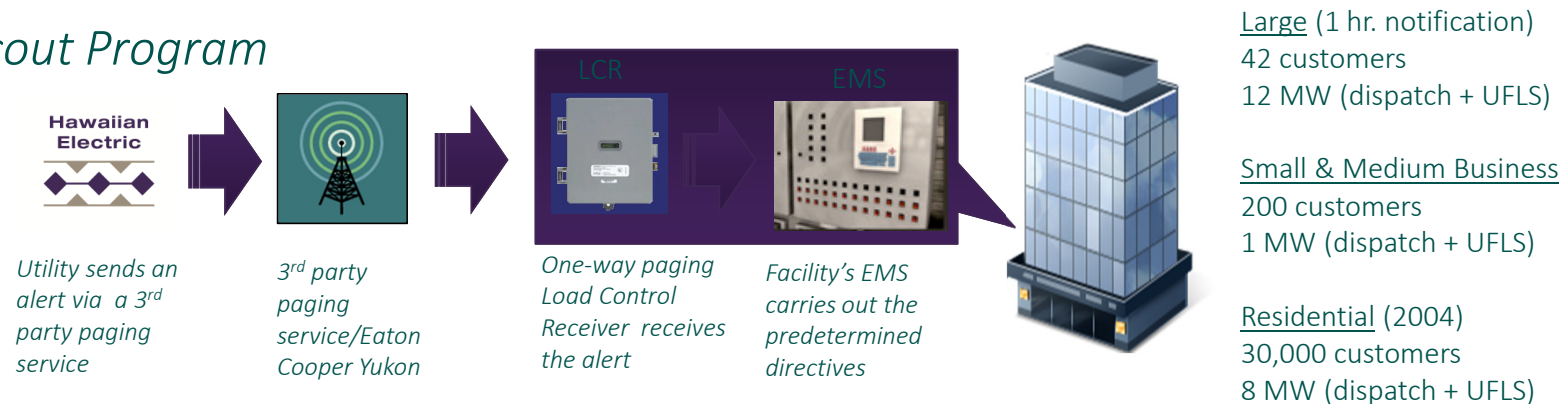 Program
Hawaiian
Electric
LCR
EMS
Utility sends an
alert via a 3rd
party paging
service
3rd party
paging
service/Eaton
Cooper Yukon
One-way paging
Load Control
Receiver receives
the alert
Facility's EMS
carries out the
predetermined
directives
Large (1 hr. notification)
42 customers
12 MW (dispatch + UFLS)
Small & Medium Business
200 customers
1 MW (dispatch + UFLS)
Residential (2004)
30,000 customers
8 MW (dispatch + UFLS)